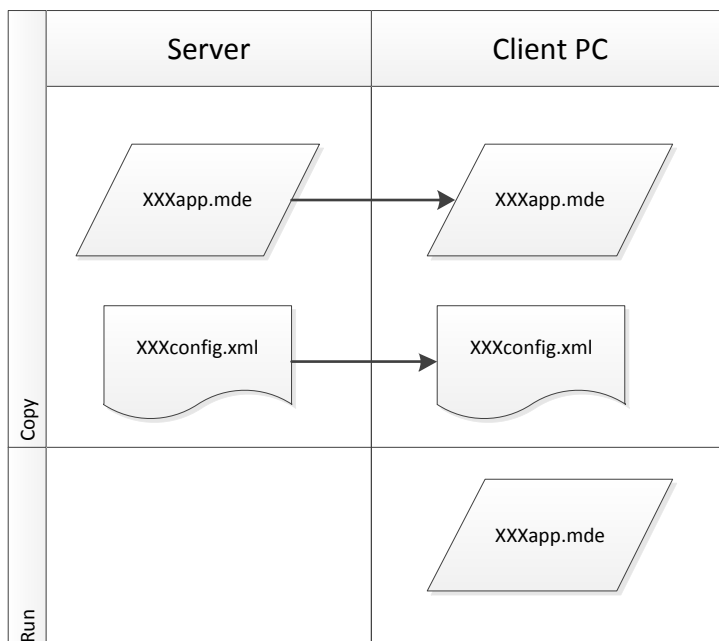 Server
Client PC
Copy
XXXapp.mde
XXXapp.mde
XXXconfig.xml
XXXconfig.xml
Run
XXXapp.mde